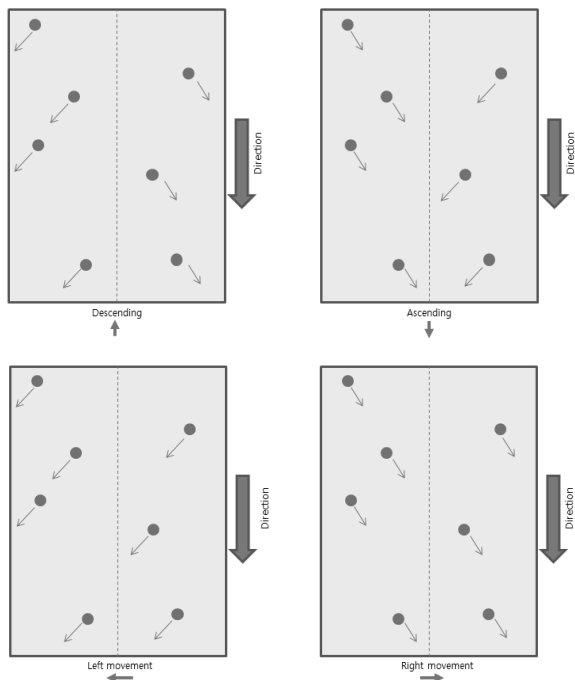 Direction
Direction
Descending
Ascending
Direction
Direction
Left movement
Right movement